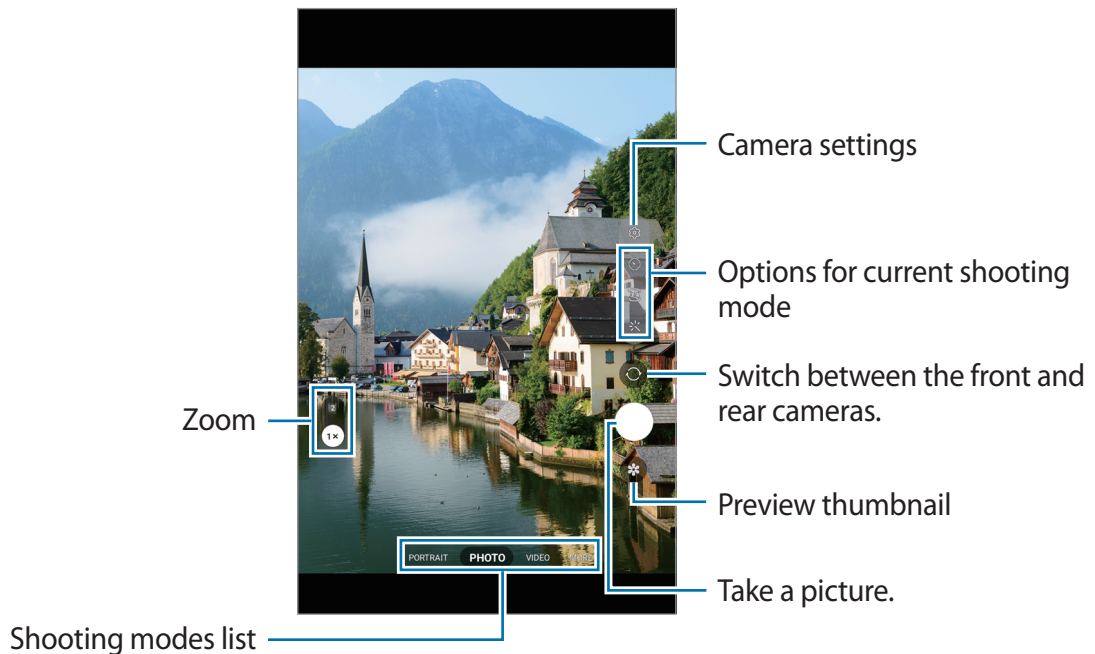 Camera settings
Options for current shooting
mode
Switch between the front and
rear cameras.
Zoom
2
1×
Preview thumbnail
PORTRAIT PHOTO VIDEO MORE
Take a picture.
Shooting modes list